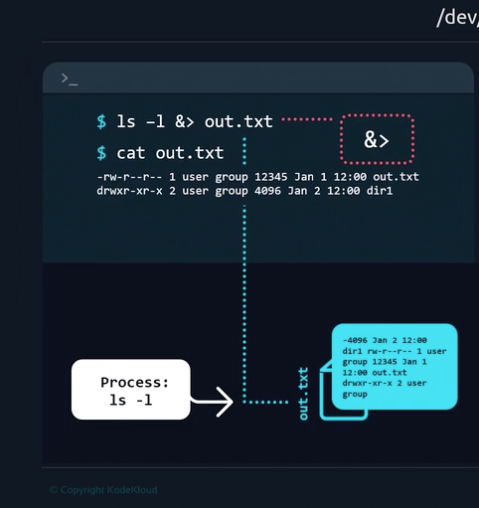 /dev/
>_
$ ls –l &> out.txt
&>
$ cat out.txt
-rw-r--r-- 1 user group 12345 Jan 1 12:00 out.txt
drwxr-xr-x 2 user group 4096 Jan 2 12:00 dir1
-4096 Jan 2 12:00
dir1 rw-r--r-- 1 user
group 12345 Jan 1
12:00 out.txt
drwxr-xr-x 2 user
group
out.txt
Process:
ls -l
© Copyright KodeKloud